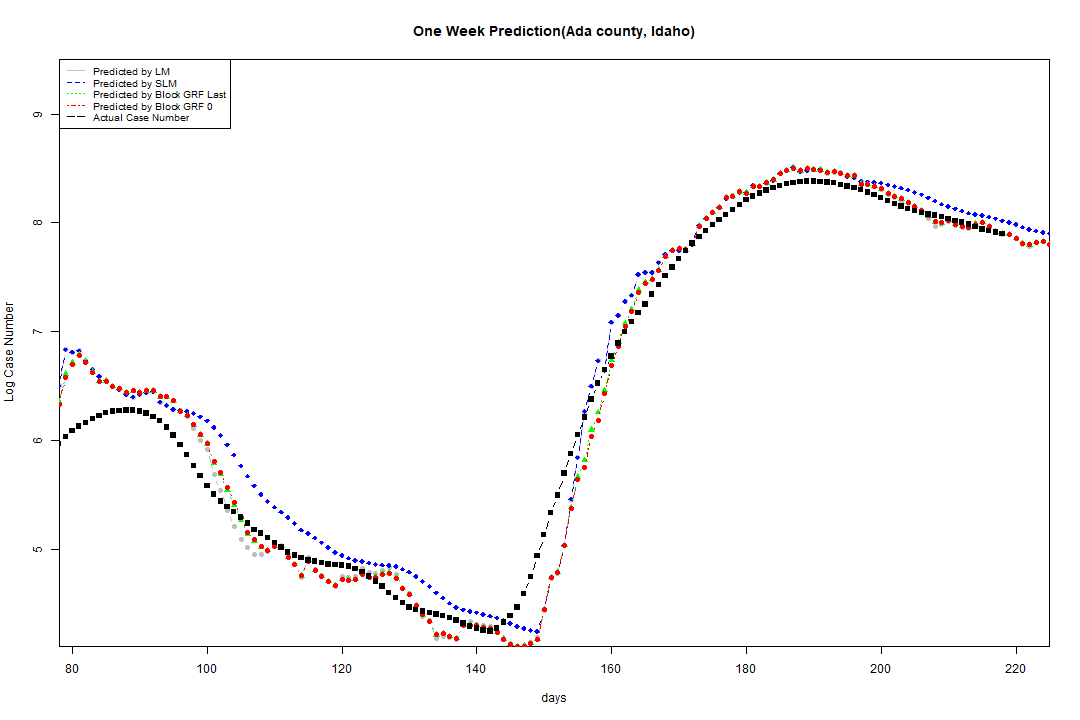 One Week Prediction(Ada county, Idaho)
Predicted by LM
Predicted by SLM
Predicted by Block GRF Last
Predicted by Block GRF 0
Actual Case Number
Log Case Number
9
8
7
6
5
80 100 120 140 160 180 200 220
days